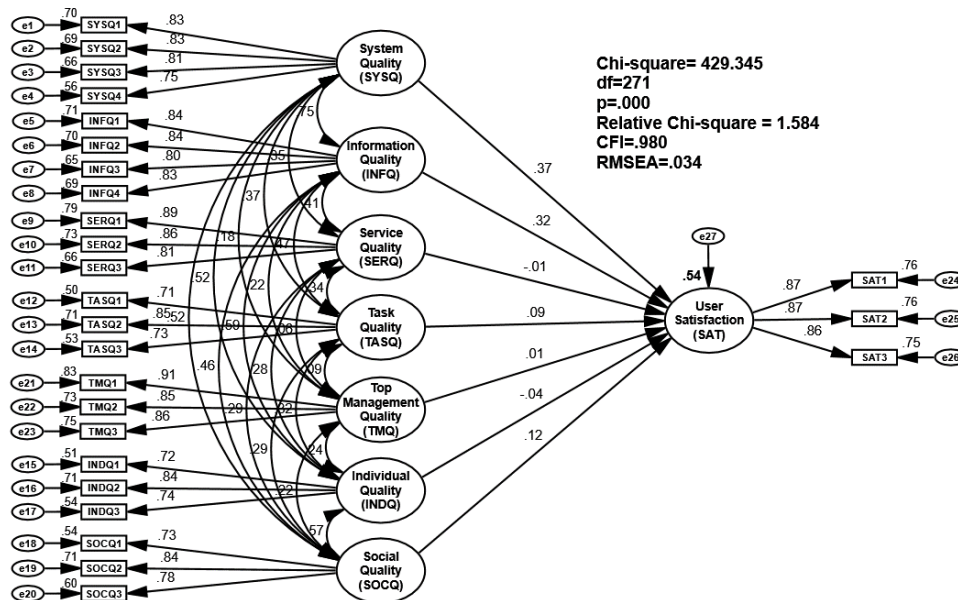 e1 .70 SYSQ1 .83
e2 .69 SYSQ2 .83
e3 .66 SYSQ3 .81
e4 .56 SYSQ4 .75
e5 .71 INFQ1 .84
e6 .70 INFQ2 .84
e7 .65 INFQ3 .80
e8 .69 INFQ4 .83
e9 .79 SERQ1 .89
e10 .73 SERQ2 .86
e11 .66 SERQ3 .81
e12 .50 TASQ1 .71
e13 .71 TASQ2 .85
e14 .53 TASQ3 .73
e21 .83 TMQ1 .91
e22 .73 TMQ2 .85
e23 .75 TMQ3 .86
e15 .51 INDQ1 .72
e16 .71 INDQ2 .84
e17 .54 INDQ3 .74
e18 .54 SOCQ1 .73
e19 .71 SOCQ2 .84
e20 .60 SOCQ3 .78
System
Quality
(SYSQ)
Information
Quality
(INFQ)
Service
Quality
(SERQ)
Task
Quality
(TASQ)
Top
Management
Quality
(TMQ)
Individual
Quality
(INDQ)
Social
Quality
(SOCQ)
.75
.35
.37
.41
.18
.47
.52
.22
.34
.52
.08
.46
.28
.09
.29
.29
.24
.22
.57
Chi-square= 429.345
df=271
p=.000
Relative Chi-square = 1.584
CFI=.980
RMSEA=.034
.37
.32
-.01
.09
.01
-.04
.12
e27
.54
User
Satisfaction
(SAT)
.87 SAT1 .76 e24
.87 SAT2 .76 e25
.86 SAT3 .75 e26